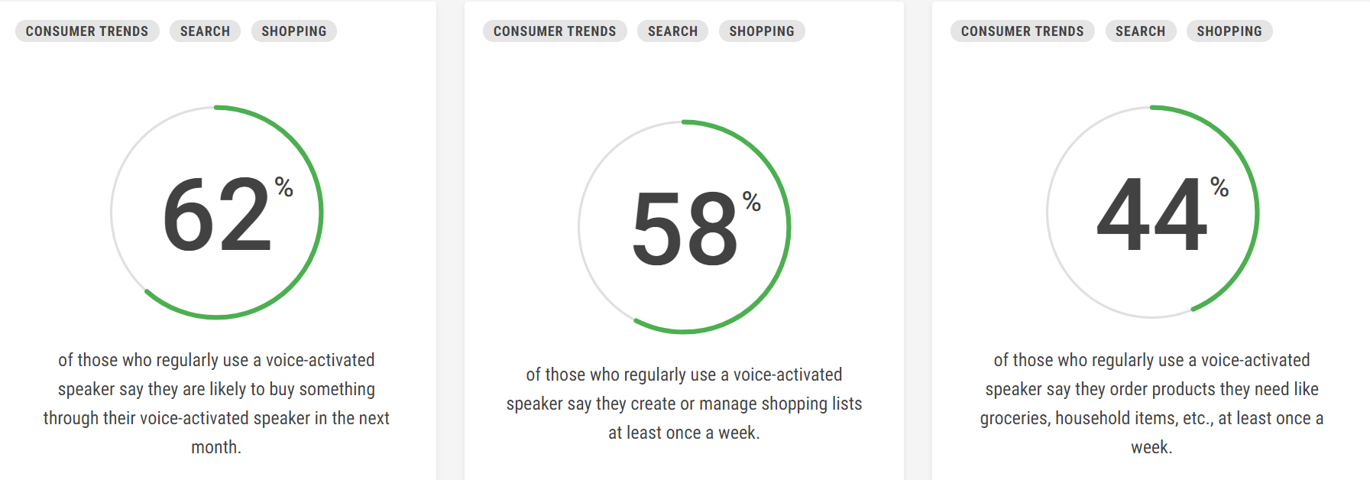 CONSUMER TRENDS SEARCH SHOPPING
62%
of those who regularly use a voice-activated
speaker say they are likely to buy something
through their voice-activated speaker in the next
month.
CONSUMER TRENDS SEARCH SHOPPING
58%
of those who regularly use a voice-activated
speaker say they create or manage shopping lists
at least once a week.
CONSUMER TRENDS SEARCH SHOPPING
44%
of those who regularly use a voice-activated
speaker say they order products they need like
groceries, household items, etc., at least once a
week.